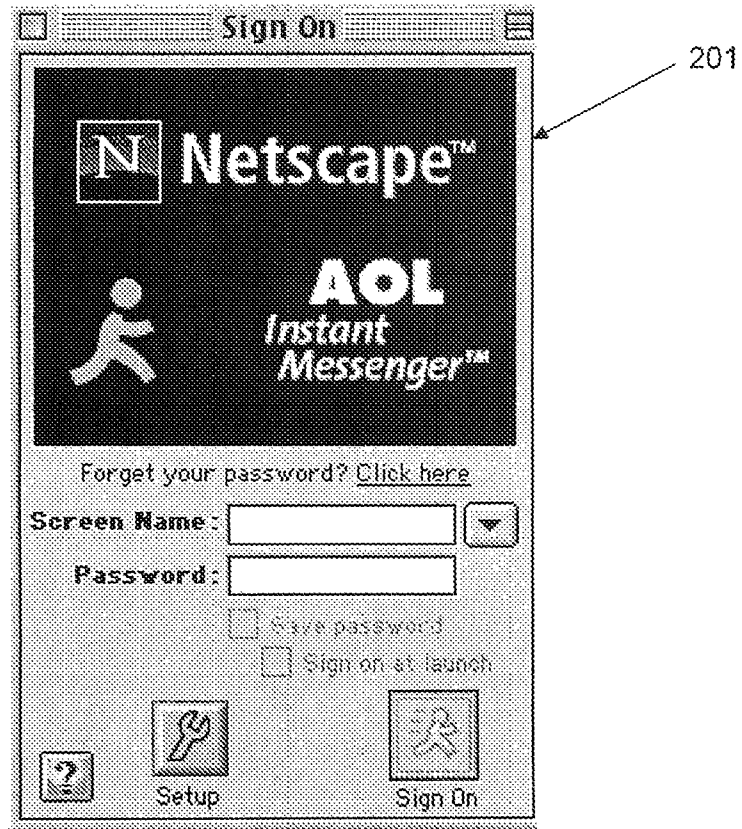 Sign On
201
N Netscape™
AOL
Instant
Messenger™
Forget your password? Click here
Screen Name:
Password:
Save password
Sign on at launch
?
Setup
Sign On